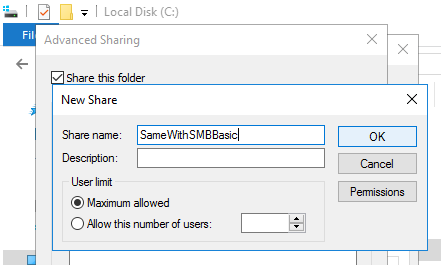 Local Disk (C:)
Fil
Advanced Sharing
Share this folder
New Share
Share name:
SameWithSMBBasic
OK
Description:
Cancel
User limit
Permissions
Maximum allowed
Allow this number of users: